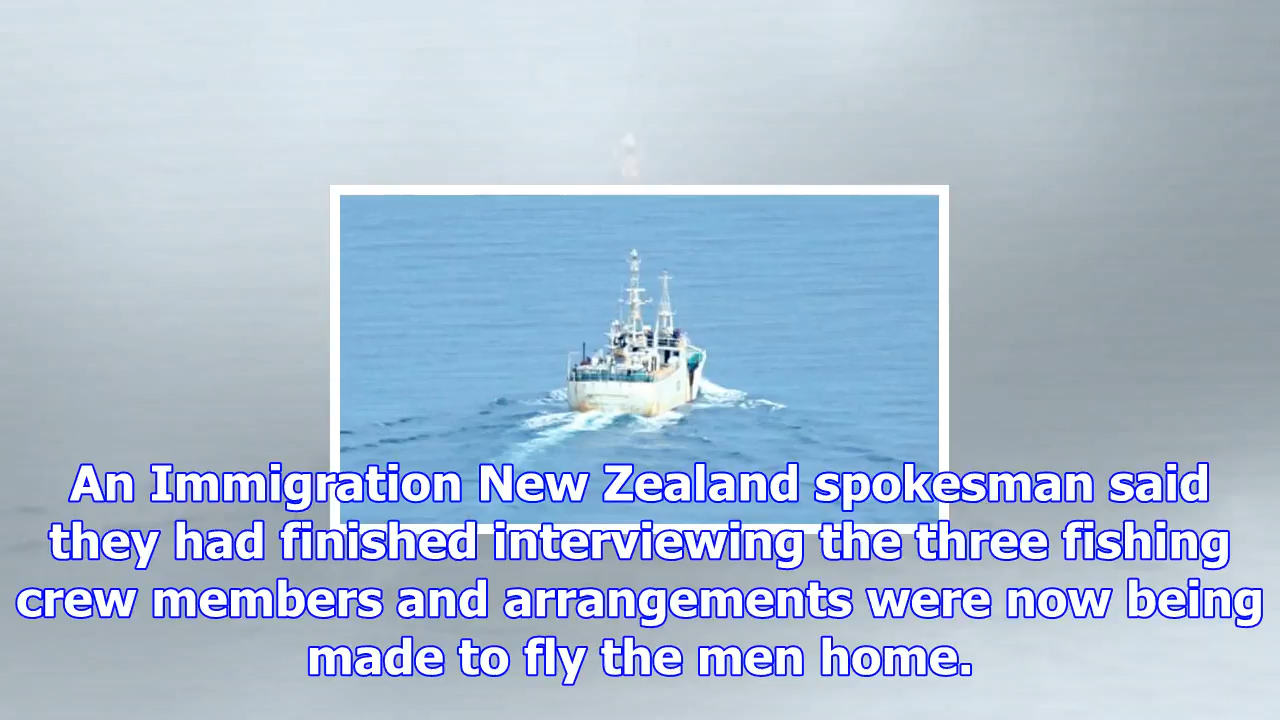 An Immigration New Zealand spokesman said
they had finished interviewing the three fishing
crew members and arrangements were now being
made to fly the men home.